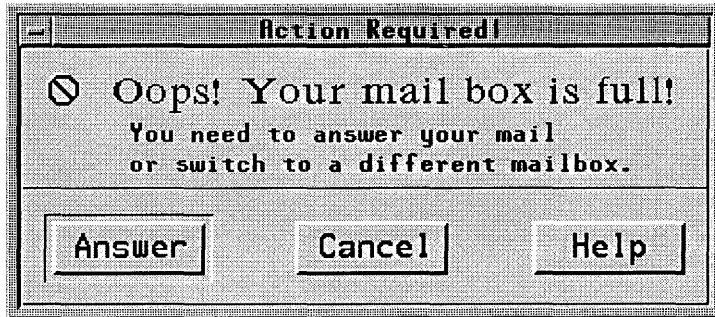 Action Required!
Oops! Your mail box is full!
You need to answer your mail
or switch to a different mailbox.
Answer Cancel Help